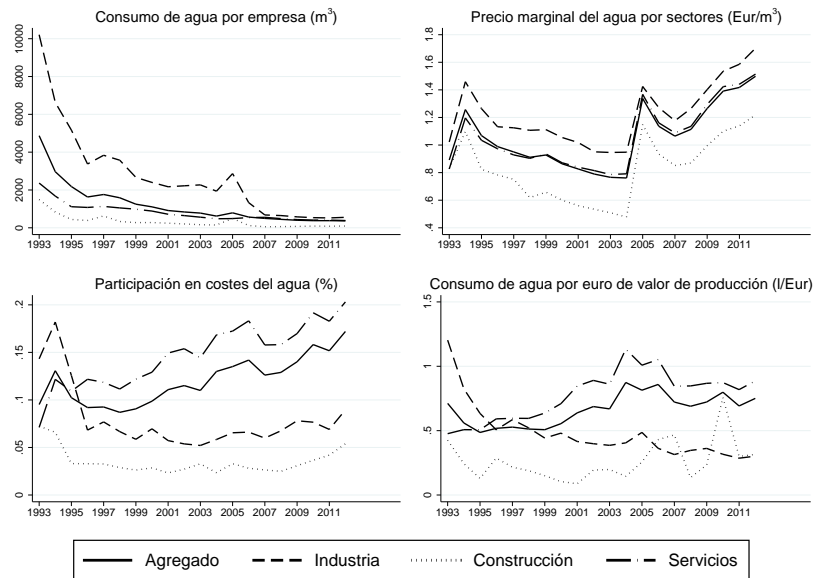 Consumo de agua por empresa (m³)
10000
8000
6000
4000
2000
0
1993 1995 1997 1999 2001 2003 2005 2007 2009 2011
Precio marginal del agua por sectores (Eur/m³)
1.8
1.6
1.4
1.2
1
.8
.6
.4
1993 1995 1997 1999 2001 2003 2005 2007 2009 2011
Participación en costes del agua (%)
.2
.15
.1
.05
0
1993 1995 1997 1999 2001 2003 2005 2007 2009 2011
Consumo de agua por euro de valor de producción (l/Eur)
1.5
1
.5
0
1993 1995 1997 1999 2001 2003 2005 2007 2009 2011
Agregado Industria Construcción Servicios